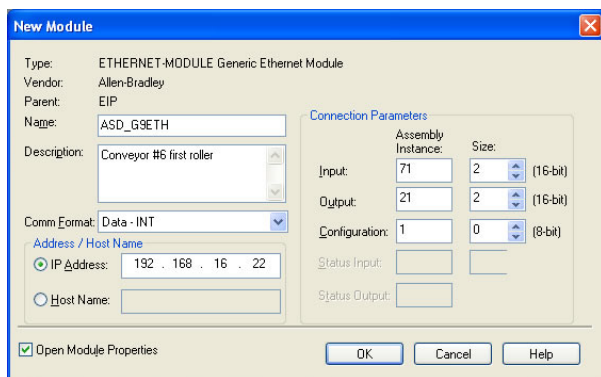 New Module
Type: ETHERNET-MODULE Generic Ethernet Module
Vendor: Allen-Bradley
Parent: EIP
Name: ASD_G9ETH
Description: Conveyor #6 first roller
Comm Format: Data - INT
Address / Host Name
IP Address: 192 . 168 . 16 . 22
Host Name:
Connection Parameters
Assembly Instance: Size:
Input: 71 2 (16-bit)
Output: 21 2 (16-bit)
Configuration: 1 0 (8-bit)
Status Input:
Status Output:
Open Module Properties
OK Cancel Help